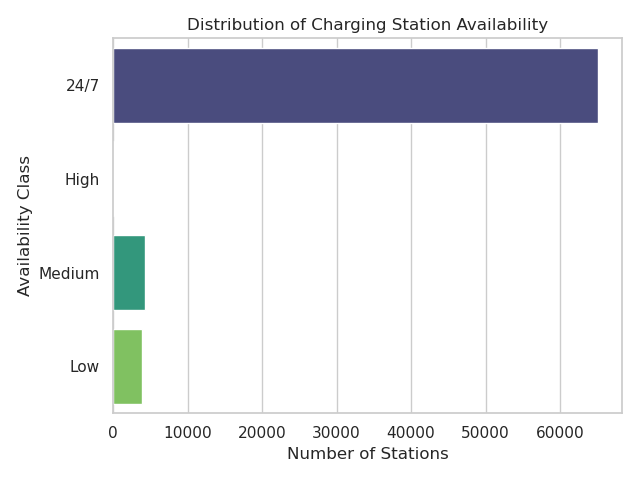 Distribution of Charging Station Availability
Availability Class
24/7
High
Medium
Low
0 10000 20000 30000 40000 50000 60000
Number of Stations